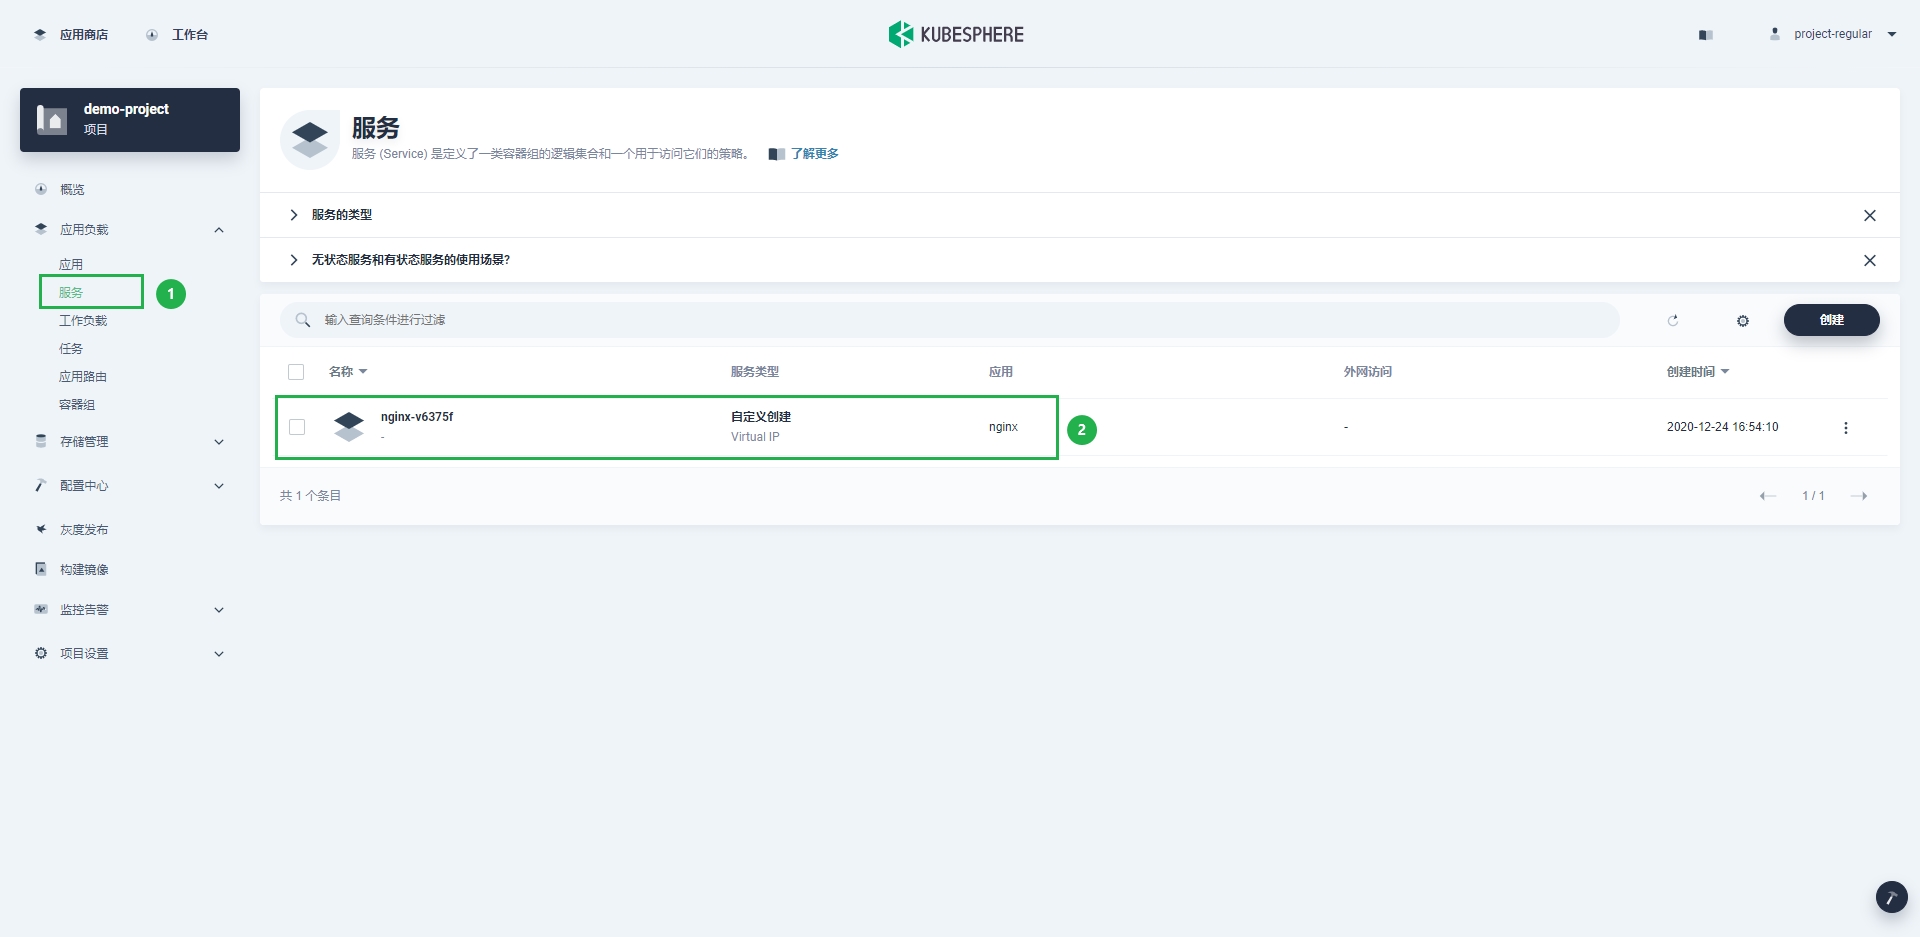 应用商店
工作台
KUBESPHERE
project-regular
demo-project
项目
概览
应用负载
应用
服务
1
工作负载
任务
应用路由
容器组
存储管理
配置中心
灰度发布
构建镜像
监控告警
项目设置
服务
服务 (Service) 是定义了一类容器组的逻辑集合和一个用于访问它们的策略。 了解更多
服务的类型
无状态服务和有状态服务的使用场景?
输入查询条件进行过滤
创建
名称 服务类型 应用 外网访问 创建时间
nginx-v6375f 自定义创建 nginx - 2020-12-24 16:54:10
- Virtual IP
2
共 1 个条目
1 / 1